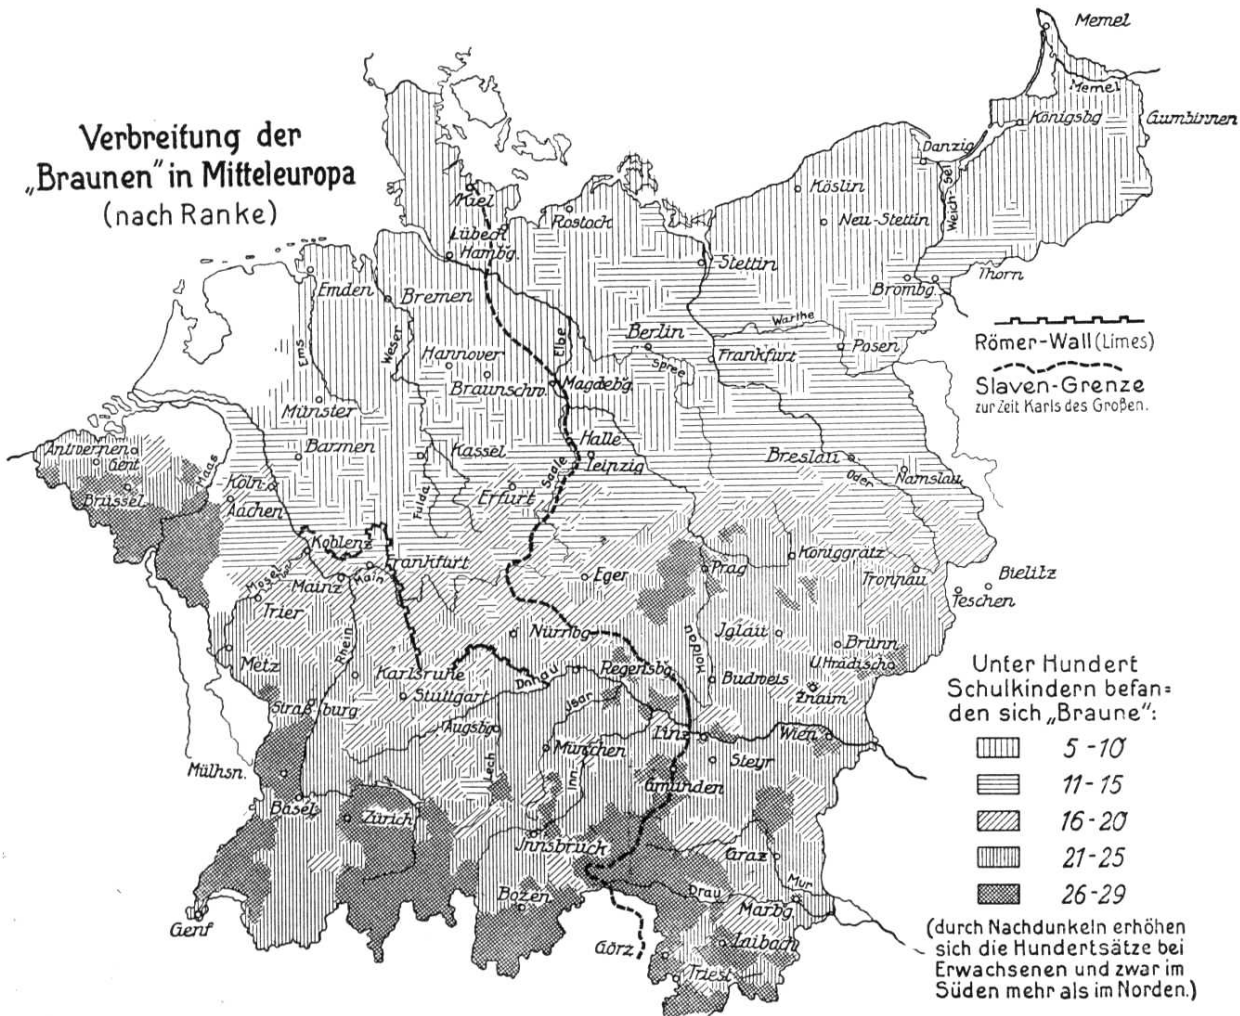 Verbreitung der
„Braunen" in Mitteleuropa
(nach Ranke)
Memel
Memel
Königsbg
Gumbinnen
Danzig
Weich-sel
Kiel
Köslin
Rostock
Neu-Stettin
Lübeck
Hambg.
Stettin
Thorn
Brombg.
Emden
Bremen
Römer-Wall (Limes)
Slaven-Grenze
zur Zeit Karls des Großen.
Ems
Weser
Hannover
Braunschw.
Elbe
Berlin
Spree
Warthe
Frankfurt
Posen
Magdeb'g
Münster
Barmen
Kassel
Halle
Leipzig
Breslau
Oder
Namslau
Antwerpen
Gent
Brüssel
Maas
Köln
Aachen
Fulda
Erfurt
Saale
Koblenz
Frankfurt
Mosel
Mainz
Main
Trier
Eger
Prag
Königgrätz
Troppau
Bielitz
Teschen
Nürnbg
Moldau
Iglau
Brünn
U.Hradisch
Metz
Rhein
Karlsruhe
Stuttgart
Donau
Regensbg.
Budweis
Znaim
Straßburg
Augsbg
Isar
Linz
Wien
Mülhsn.
Lech
München
Inn
Steyr
Gmünden
Basel
Zürich
Innsbruck
Graz
Mur
Genf
Bozen
Drau
Marbg.
Görz
Laibach
Triest
Unter Hundert
Schulkindern befan=
den sich „Braune":
5-10
11-15
16-20
21-25
26-29
(durch Nachdunkeln erhöhen
sich die Hundertsätze bei
Erwachsenen und zwar im
Süden mehr als im Norden.)